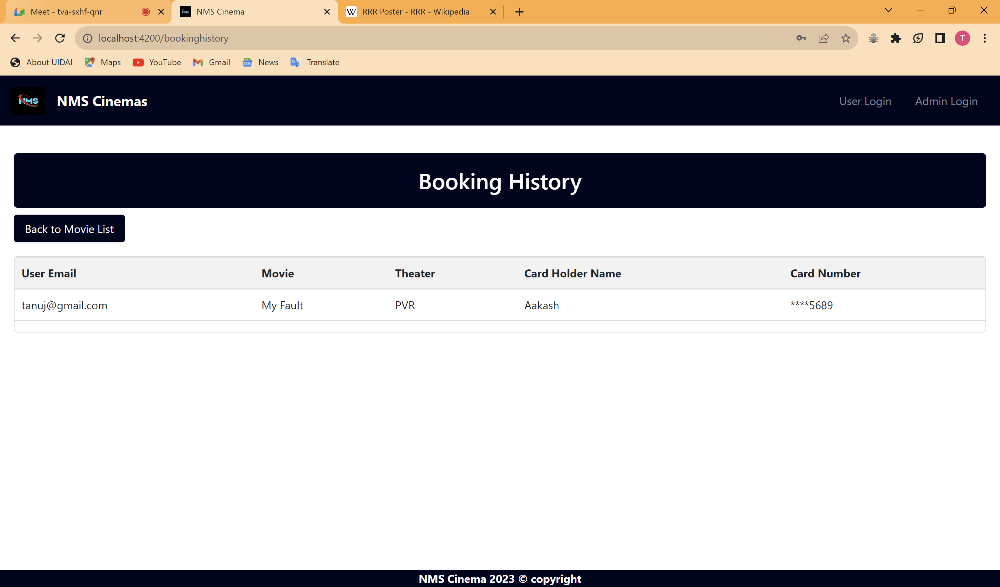 Meet - tva-sxhf-qnr NMS Cinema W RRR Poster - RRR - Wikipedia
localhost:4200/bookinghistory T
About UIDAI Maps YouTube Gmail News Translate
NMS NMS Cinemas User Login Admin Login
Booking History
Back to Movie List
User Email Movie Theater Card Holder Name Card Number
tanuj@gmail.com My Fault PVR Aakash ****5689
NMS Cinema 2023 © copyright